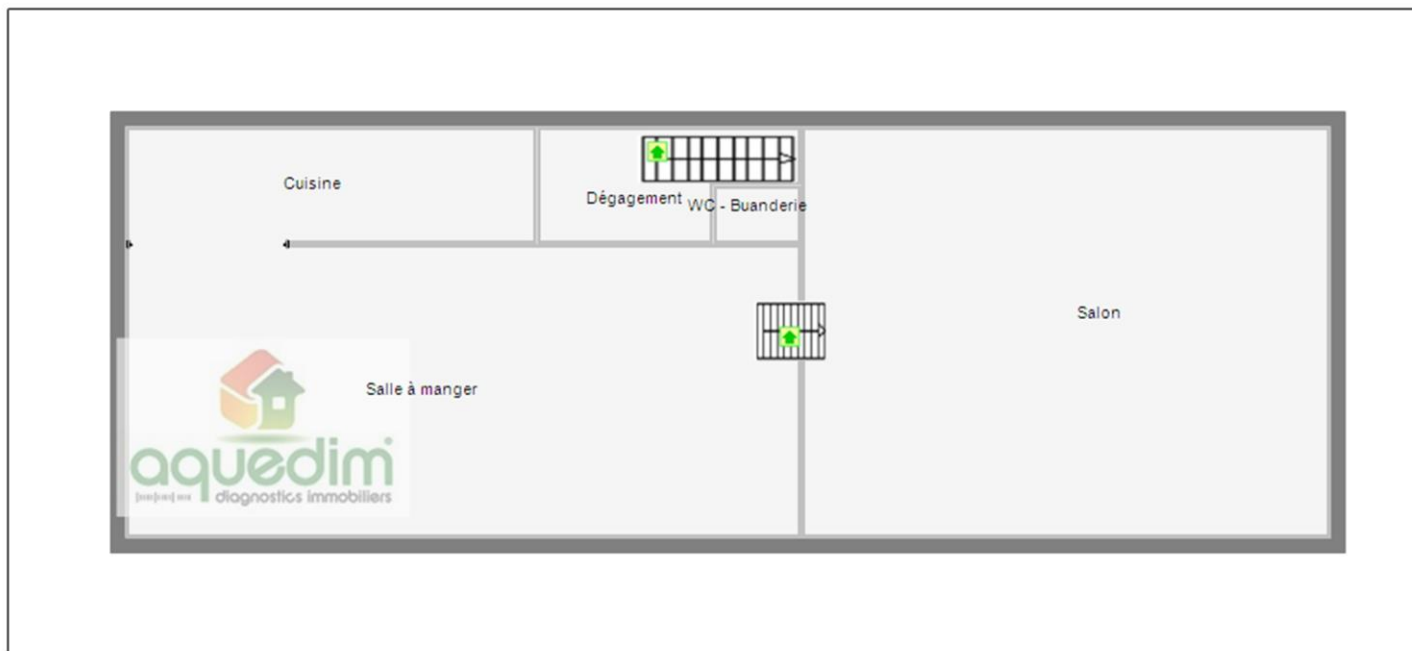 Cuisine
Dégagement
WC - Buanderie
Salon
Salle à manger
aquedim
diagnostics immobiliers